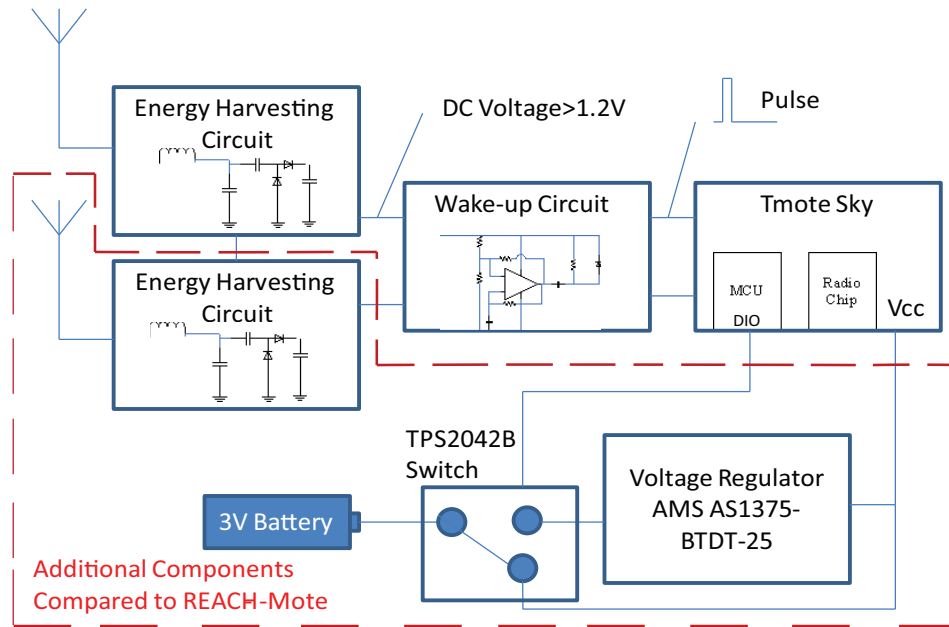 Energy Harvesting
Circuit
DC Voltage>1.2V
Pulse
Wake-up Circuit
Tmote Sky
MCU
DIO
Radio
Chip
Vcc
Energy Harvesting
Circuit
TPS2042B
Switch
3V Battery
Voltage Regulator
AMS AS1375-
BTDT-25
Additional Components
Compared to REACH-Mote